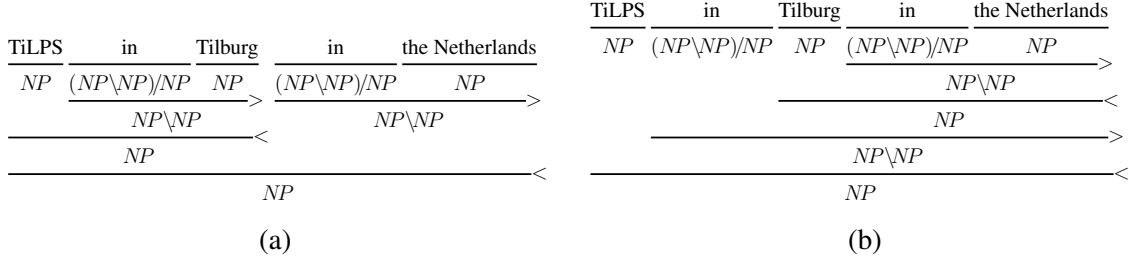 TiLPS in Tilburg in the Netherlands
NP (NP\NP)/NP NP (NP\NP)/NP NP
> >
NP\NP NP\NP
<
NP
<
NP
(a)
TiLPS in Tilburg in the Netherlands
NP (NP\NP)/NP NP (NP\NP)/NP NP
>
NP\NP
<
NP
>
NP\NP
<
NP
(b)